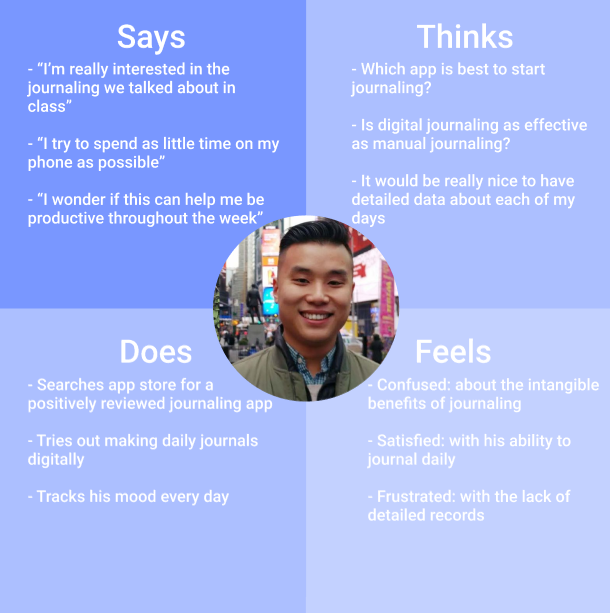 Says
- “I’m really interested in the
journaling we talked about in
class”
- “I try to spend as little time on my
phone as possible”
- “I wonder if this can help me be
productive throughout the week”
Thinks
- Which app is best to start
journaling?
- Is digital journaling as effective
as manual journaling?
- It would be really nice to have
detailed data about each of my
days
Does
- Searches app store for a
positively reviewed journaling app
- Tries out making daily journals
digitally
- Tracks his mood every day
Feels
- Confused: about the intangible
benefits of journaling
- Satisfied: with his ability to
journal daily
- Frustrated: with the lack of
detailed records